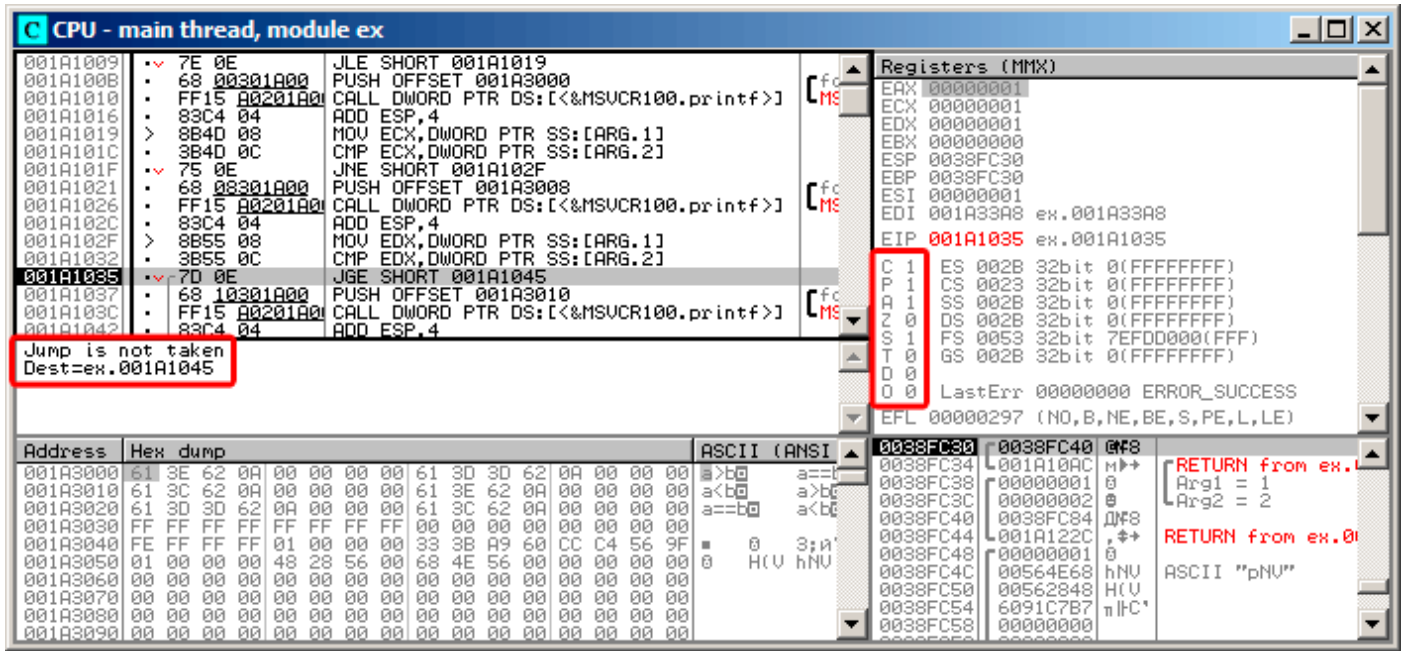 CPU - main thread, module ex
001A1009 7E 0E JLE SHORT 001A1019
001A100B 68 00301A00 PUSH OFFSET 001A3000
001A1010 FF15 A0201A0 CALL DWORD PTR DS:[<&MSVCR100.printf>]
001A1016 83C4 04 ADD ESP,4
001A1019 > 8B4D 08 MOV ECX,DWORD PTR SS:[ARG.1]
001A101C 3B4D 0C CMP ECX,DWORD PTR SS:[ARG.2]
001A101F 75 0E JNE SHORT 001A102F
001A1021 68 08301A00 PUSH OFFSET 001A3008
001A1026 FF15 A0201A0 CALL DWORD PTR DS:[<&MSVCR100.printf>]
001A102C 83C4 04 ADD ESP,4
001A102F > 8B55 08 MOV EDX,DWORD PTR SS:[ARG.1]
001A1032 3B55 0C CMP EDX,DWORD PTR SS:[ARG.2]
001A1035 7D 0E JGE SHORT 001A1045
001A1037 68 10301A00 PUSH OFFSET 001A3010
001A103C FF15 A0201A0 CALL DWORD PTR DS:[<&MSVCR100.printf>]
001A1042 83C4 04 ADD ESP,4
Jump is not taken
Dest=ex.001A1045
Registers (MMX)
EAX 00000001
ECX 00000001
EDX 00000001
EBX 00000000
ESP 0038FC30
EBP 0038FC30
ESI 00000001
EDI 001A33A8 ex.001A33A8
EIP 001A1035 ex.001A1035
C 1 ES 002B 32bit 0(FFFFFFFF)
P 1 CS 0023 32bit 0(FFFFFFFF)
A 1 SS 002B 32bit 0(FFFFFFFF)
Z 0 DS 002B 32bit 0(FFFFFFFF)
S 1 FS 0053 32bit 7EFDD000(FFF)
T 0 GS 002B 32bit 0(FFFFFFFF)
D 0
O 0 LastErr 00000000 ERROR_SUCCESS
EFL 00000297 (NO,B,NE,BE,S,PE,L,LE)
Address Hex dump ASCII (ANSI
001A3000 61 3E 62 0A 00 00 00 00 61 3D 3D 62 0A 00 00 00 a>b a==
001A3010 61 3C 62 0A 00 00 00 00 61 3E 62 0A 00 00 00 00 a<b a>b
001A3020 61 3D 3D 62 0A 00 00 00 61 3C 62 0A 00 00 00 00 a==b a<b
001A3030 FF FF FF FF FF FF FF FF 00 00 00 00 00 00 00 00
001A3040 FE FF FF FF 01 00 00 00 33 3B A9 60 CC C4 56 9F
001A3050 01 00 00 00 48 28 56 00 68 4E 56 00 00 00 00 00 H(V hNV
001A3060 00 00 00 00 00 00 00 00 00 00 00 00 00 00 00 00
001A3070 00 00 00 00 00 00 00 00 00 00 00 00 00 00 00 00
001A3080 00 00 00 00 00 00 00 00 00 00 00 00 00 00 00 00
001A3090 00 00 00 00 00 00 00 00 00 00 00 00 00 00 00 00
0038FC30 0038FC40
0038FC34 001A10AC RETURN from ex.
0038FC38 00000001 Arg1 = 1
0038FC3C 00000002 Arg2 = 2
0038FC40 0038FC84
0038FC44 001A122C RETURN from ex.0
0038FC48 00000001
0038FC4C 00564E68 hNV ASCII "pNV"
0038FC50 00562848 H(V
0038FC54 6091C7B7
0038FC58 00000000